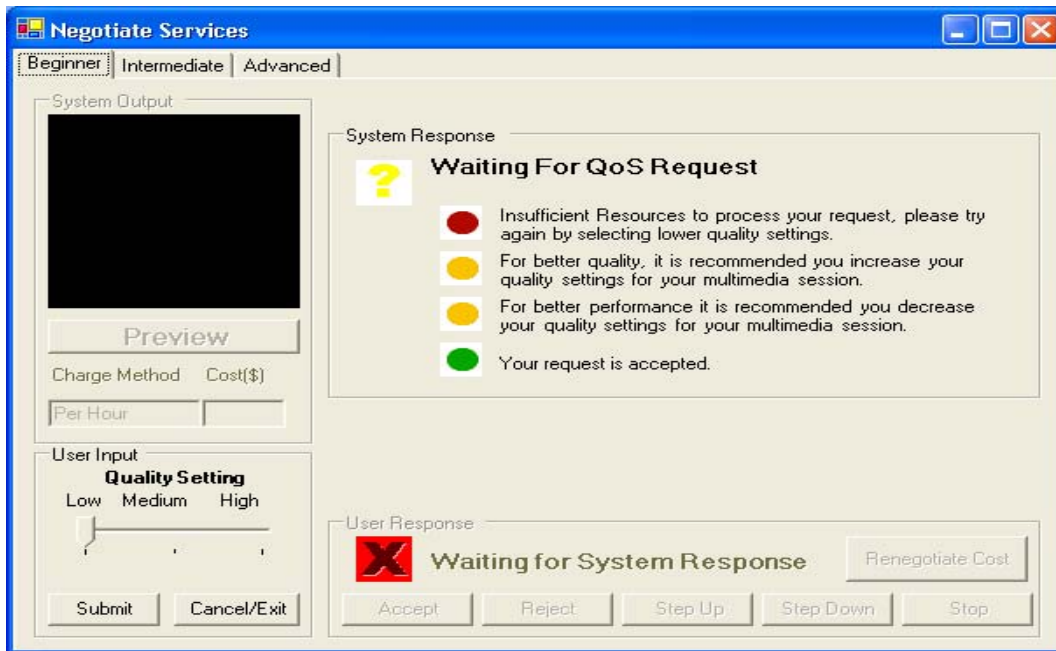 Negotiate Services
Beginner
Intermediate
Advanced
System Output
Preview
Charge Method
Cost($)
Per Hour
User Input
Quality Setting
Low
Medium
High
Submit
Cancel/Exit
System Response
?
Waiting For QoS Request
Insufficient Resources to process your request, please try
again by selecting lower quality settings.
For better quality, it is recommended you increase your
quality settings for your multimedia session.
For better performance it is recommended you decrease
your quality settings for your multimedia session.
Your request is accepted.
User Response
X
Waiting for System Response
Renegotiate Cost
Accept
Reject
Step Up
Step Down
Stop